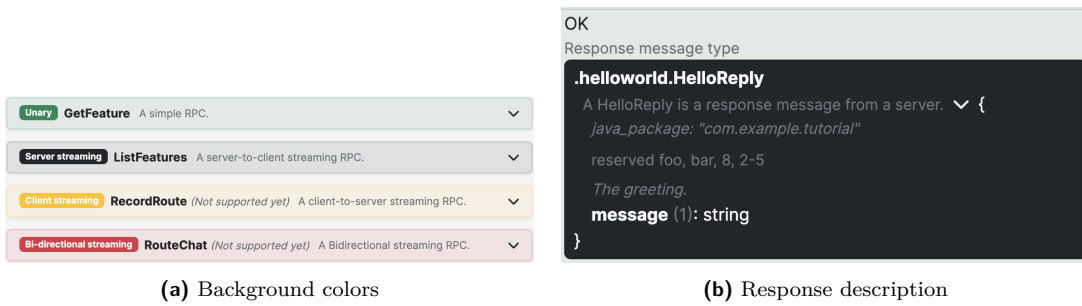 Unary GetFeature A simple RPC.
Server streaming ListFeatures A server-to-client streaming RPC.
Client streaming RecordRoute (Not supported yet) A client-to-server streaming RPC.
Bi-directional streaming RouteChat (Not supported yet) A Bidirectional streaming RPC.
(a) Background colors
OK
Response message type
.helloworld.HelloReply
A HelloReply is a response message from a server. {
java_package: "com.example.tutorial"
reserved foo, bar, 8, 2-5
The greeting.
message (1): string
}
(b) Response description